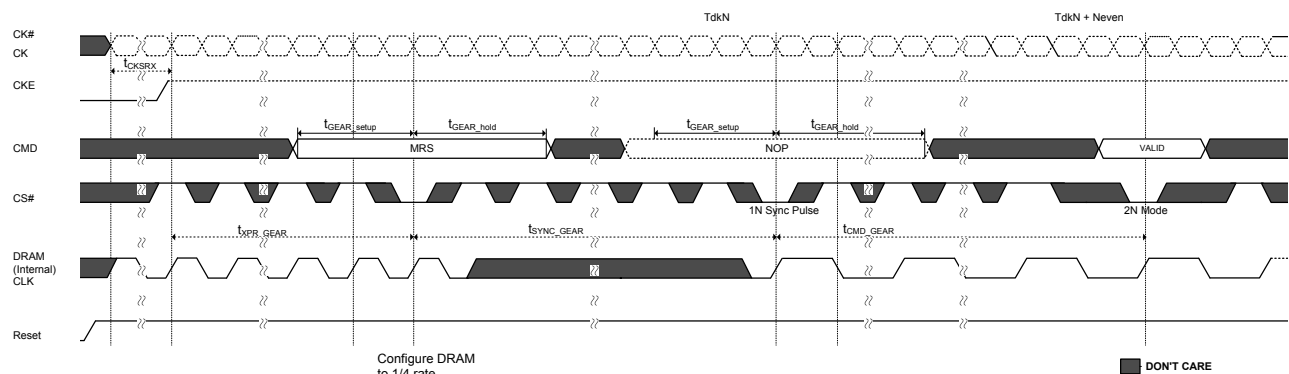 TdkN TdkN + Neven
CK#
CK
tCKSRX
CKE
tGEAR_setup tGEAR_hold tGEAR_setup tGEAR_hold
CMD MRS NOP VALID
CS#
1N Sync Pulse 2N Mode
tXPR_GEAR tSYNC_GEAR tCMD_GEAR
DRAM
(Internal)
CLK
Reset
Configure DRAM
to 1/4 rate
DON'T CARE